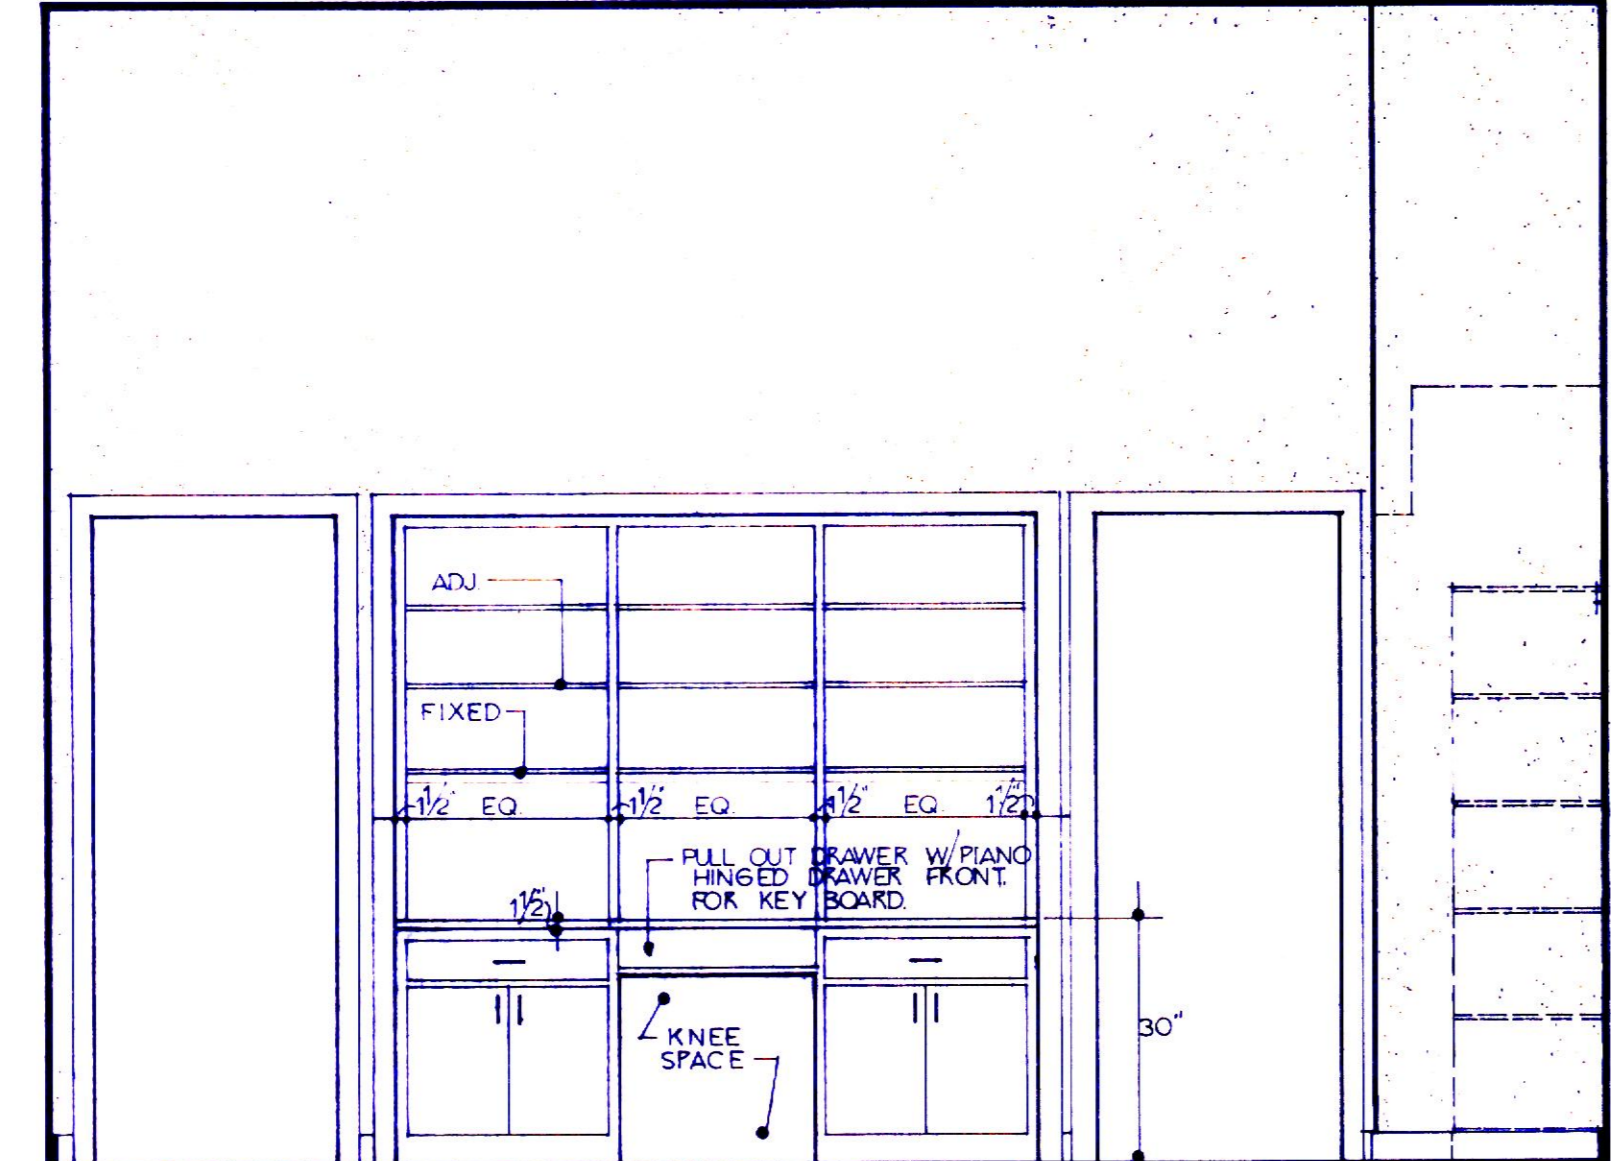 ADJ.
FIXED
1½" EQ. 1½" EQ. 1½" EQ. 1½"
PULL OUT DRAWER W/PIANO
HINGED DRAWER FRONT.
FOR KEY BOARD.
1½"
30"
KNEE
SPACE